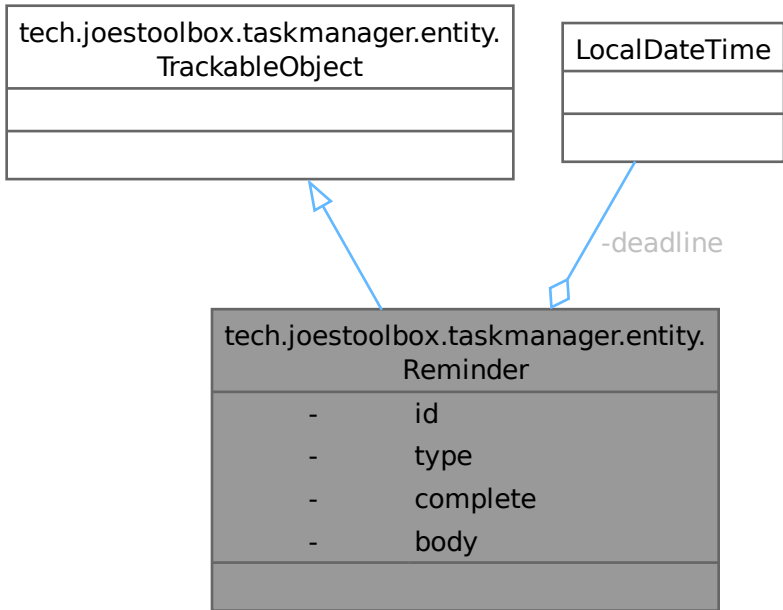 tech.joestoolbox.taskmanager.entity.
TrackableObject
LocalDateTime
-deadline
tech.joestoolbox.taskmanager.entity.
Reminder
- id
- type
- complete
- body